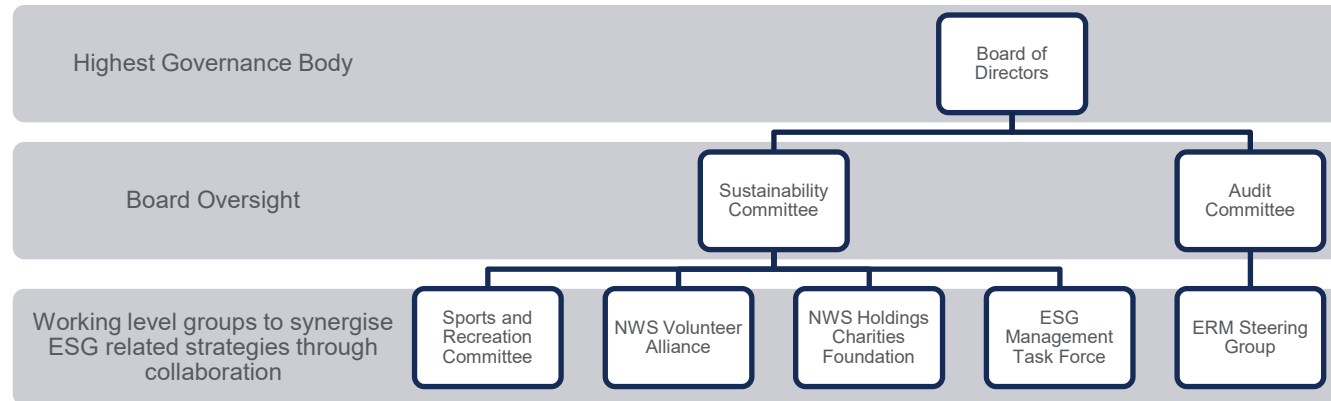 Highest Governance Body
Board of
Directors
Board Oversight
Sustainability
Committee
Audit
Committee
Working level groups to synergise
ESG related strategies through
collaboration
Sports and
Recreation
Committee
NWS Volunteer
Alliance
NWS Holdings
Charities
Foundation
ESG
Management
Task Force
ERM Steering
Group